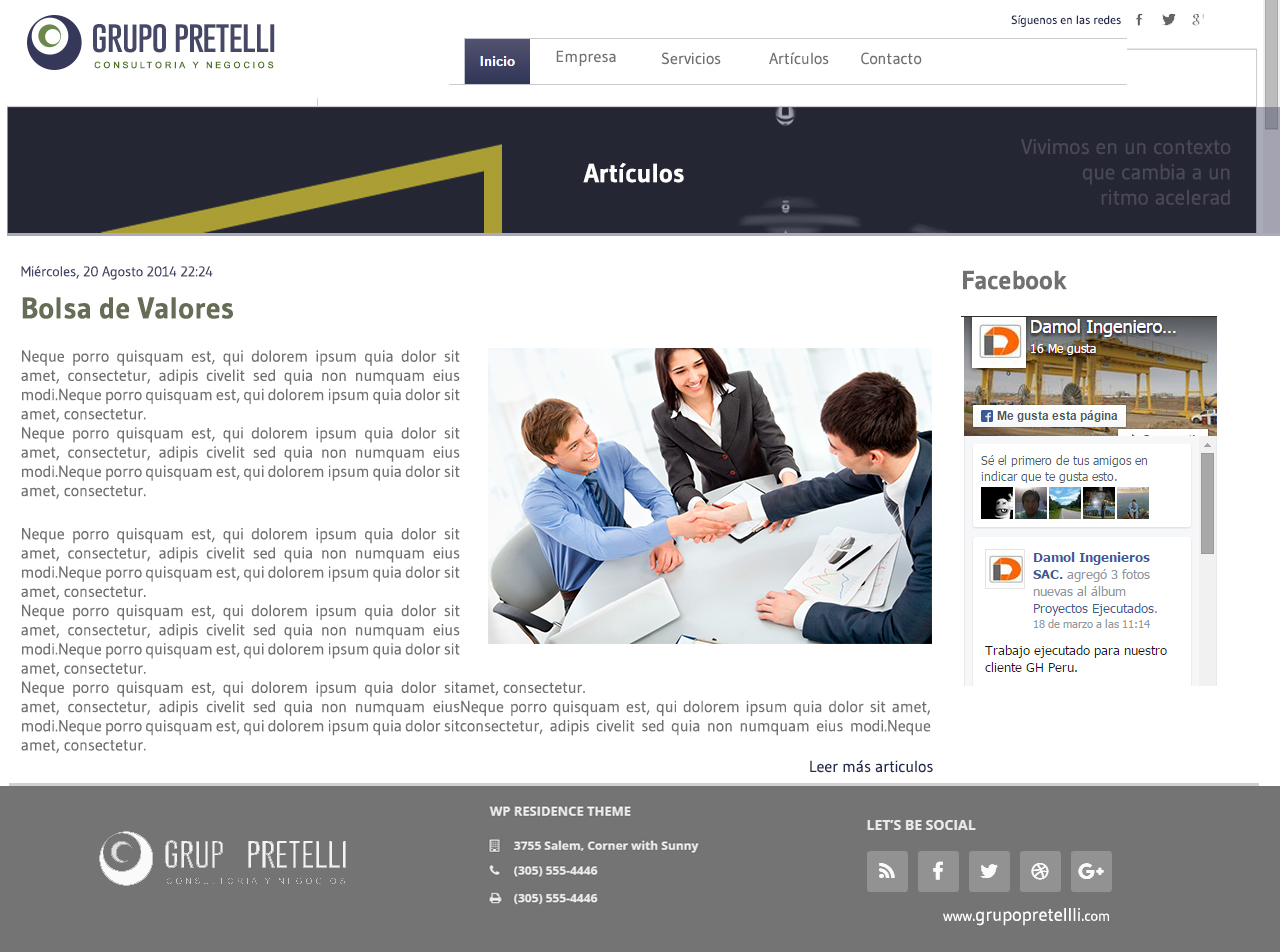 GRUPO PRETELLI
CONSULTORIA Y NEGOCIOS
Síguenos en las redes
Inicio
Empresa
Servicios
Artículos
Contacto
Artículos
Vivimos en un contexto
que cambia a un
ritmo acelerad
Miércoles, 20 Agosto 2014 22:24
Bolsa de Valores
Neque porro quisquam est, qui dolorem ipsum quia dolor sit
amet, consectetur, adipis civelit sed quia non numquam eius
modi.Neque porro quisquam est, qui dolorem ipsum quia dolor sit
amet, consectetur.
Neque porro quisquam est, qui dolorem ipsum quia dolor sit
amet, consectetur, adipis civelit sed quia non numquam eius
modi.Neque porro quisquam est, qui dolorem ipsum quia dolor sit
amet, consectetur.
Neque porro quisquam est, qui dolorem ipsum quia dolor sit
amet, consectetur, adipis civelit sed quia non numquam eius
modi.Neque porro quisquam est, qui dolorem ipsum quia dolor sit
amet, consectetur.
Neque porro quisquam est, qui dolorem ipsum quia dolor sit
amet, consectetur, adipis civelit sed quia non numquam eius
modi.Neque porro quisquam est, qui dolorem ipsum quia dolor sit
amet, consectetur.
Neque porro quisquam est, qui dolorem ipsum quia dolor sitamet, consectetur.
amet, consectetur, adipis civelit sed quia non numquam eiusNeque porro quisquam est, qui dolorem ipsum quia dolor sit amet,
modi.Neque porro quisquam est, qui dolorem ipsum quia dolor sitconsectetur, adipis civelit sed quia non numquam eius modi.Neque
amet, consectetur.
Leer más articulos
Facebook
Damol Ingeniero...
16 Me gusta
Me gusta esta página
Sé el primero de tus amigos en
indicar que te gusta esto.
Damol Ingenieros
SAC. agregó 3 fotos
nuevas al álbum
Proyectos Ejecutados.
18 de marzo a las 11:14
Trabajo ejecutado para nuestro
cliente GH Peru.
GRUP PRETELLI
CONSULTORIA Y NEGOCIOS
WP RESIDENCE THEME
3755 Salem, Corner with Sunny
(305) 555-4446
(305) 555-4446
LET'S BE SOCIAL
www.grupopretellli.com